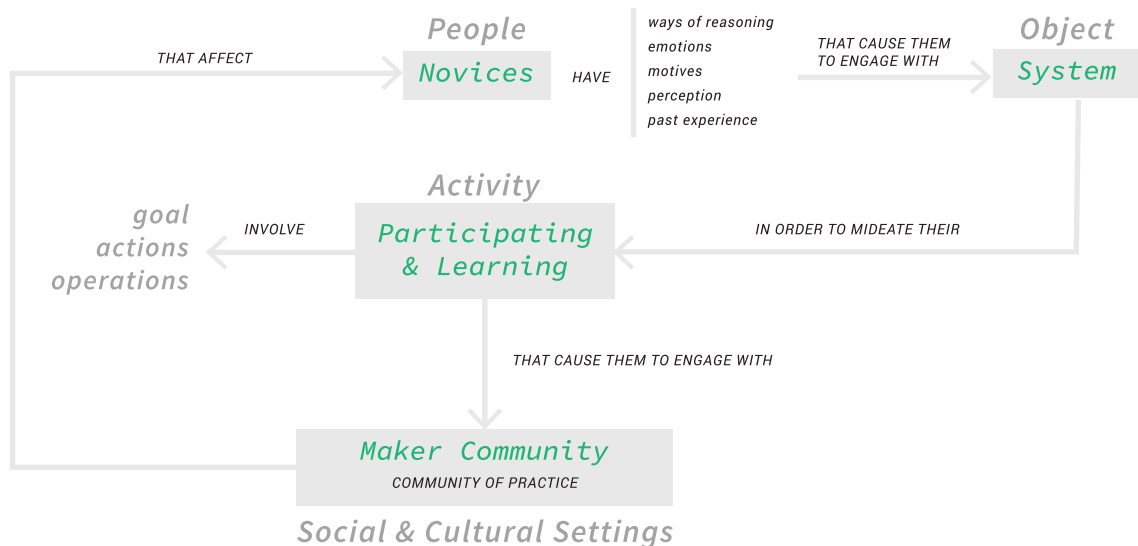 People
Object
Novices
System
THAT AFFECT
HAVE
ways of reasoning
emotions
motives
perception
past experience
THAT CAUSE THEM
TO ENGAGE WITH
Activity
Participating
& Learning
goal
actions
operations
INVOLVE
IN ORDER TO MIDEATE THEIR
THAT CAUSE THEM TO ENGAGE WITH
Maker Community
COMMUNITY OF PRACTICE
Social & Cultural Settings